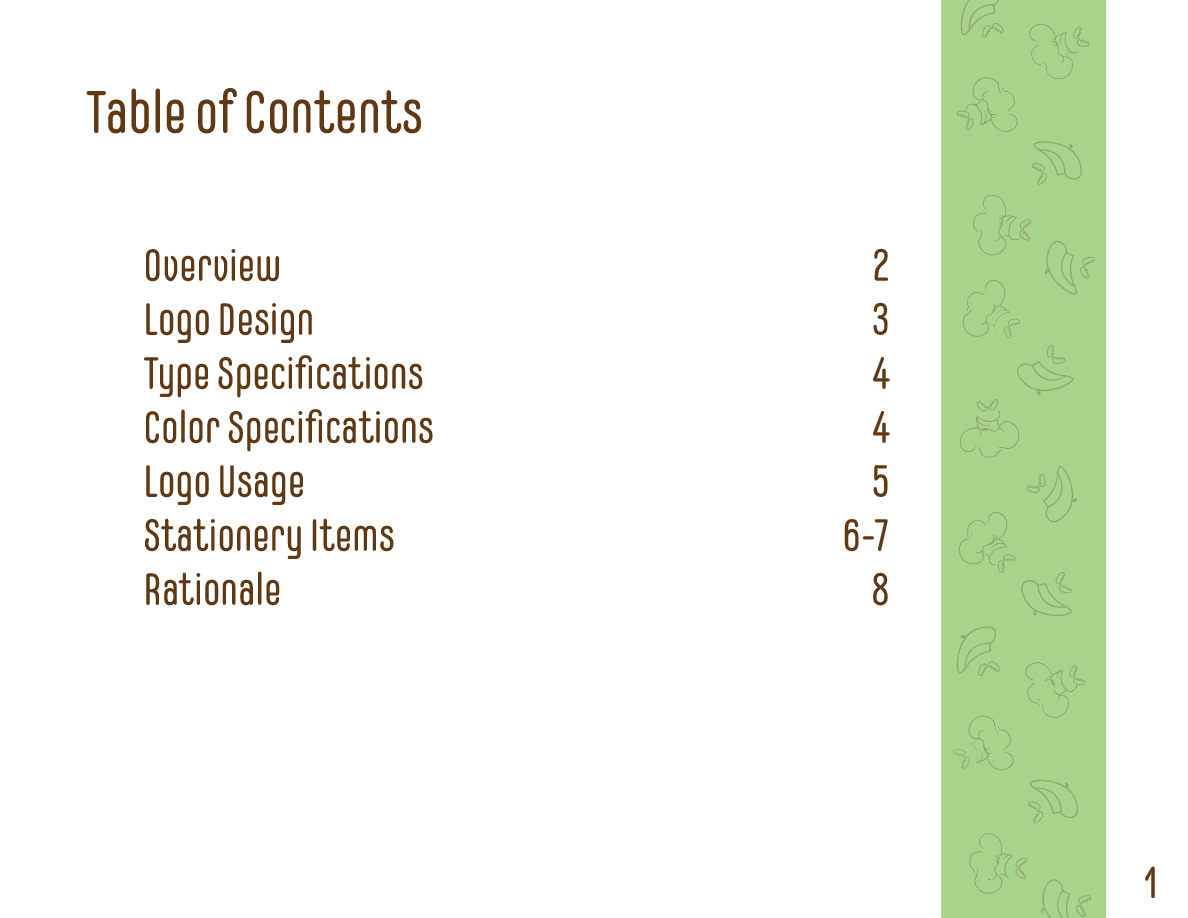 Table of Contents
Overview 2
Logo Design 3
Type Specifications 4
Color Specifications 4
Logo Usage 5
Stationery Items 6-7
Rationale 8
1